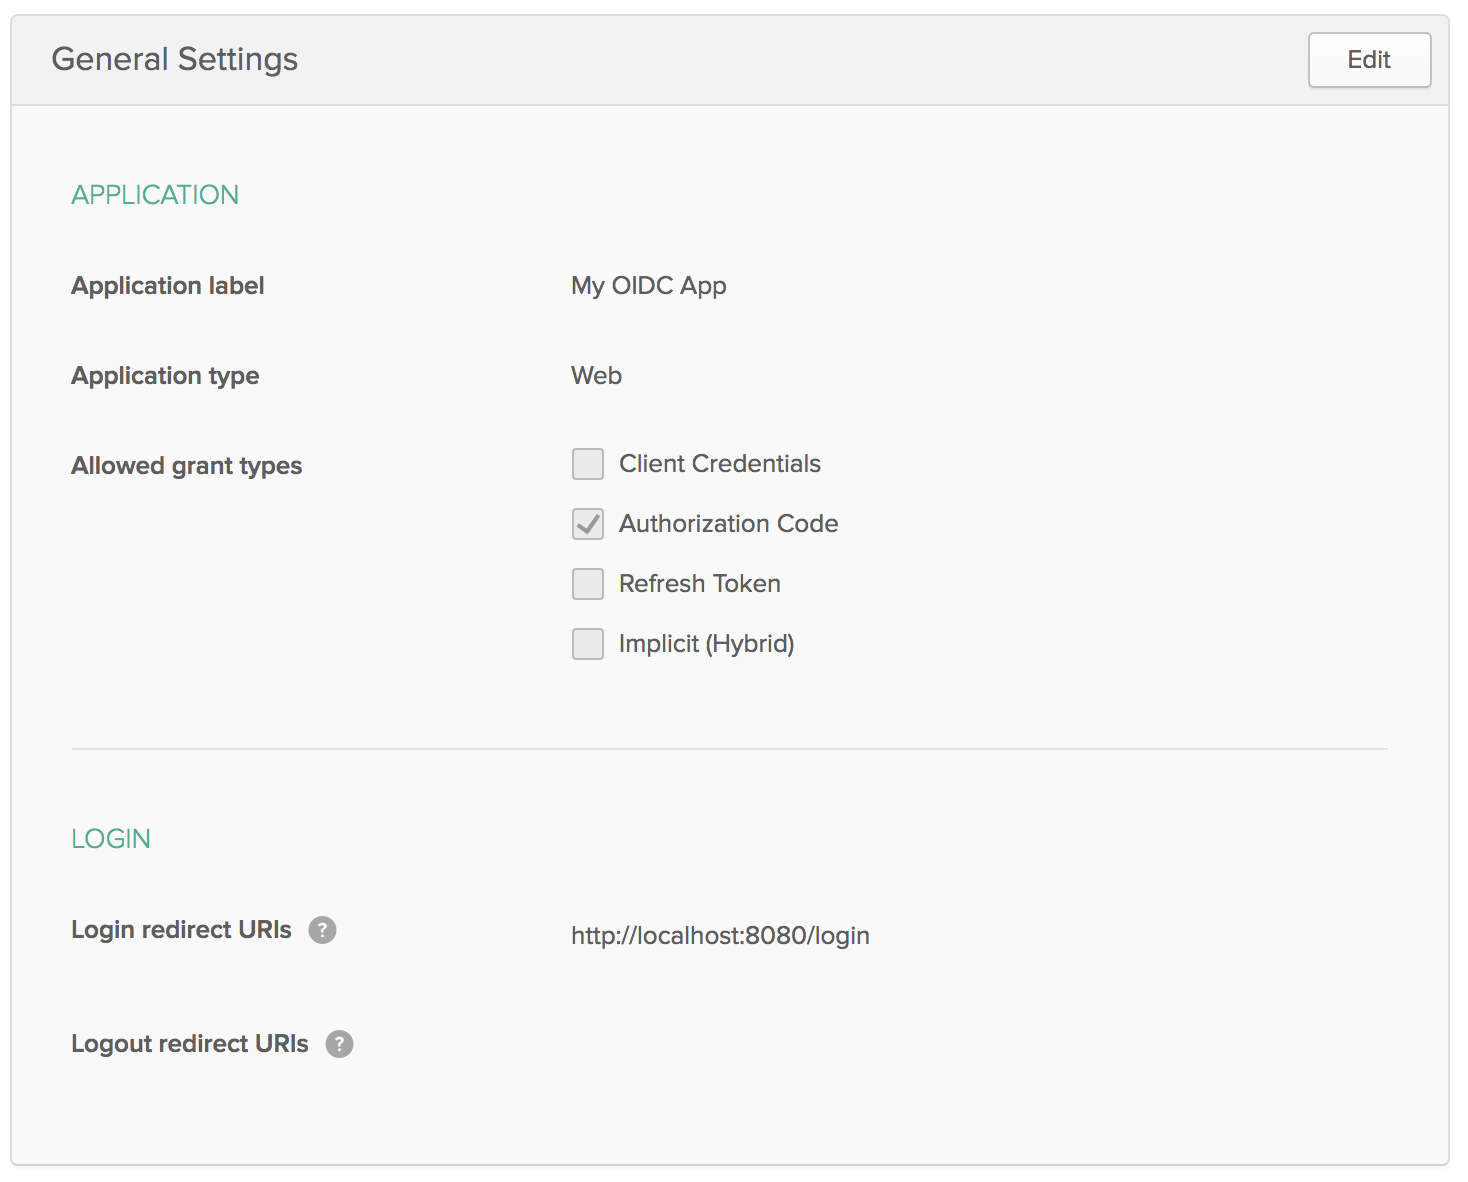 General Settings
Edit
APPLICATION
Application label
My OIDC App
Application type
Web
Allowed grant types
Client Credentials
Authorization Code
Refresh Token
Implicit (Hybrid)
LOGIN
Login redirect URIs ?
http://localhost:8080/login
Logout redirect URIs ?